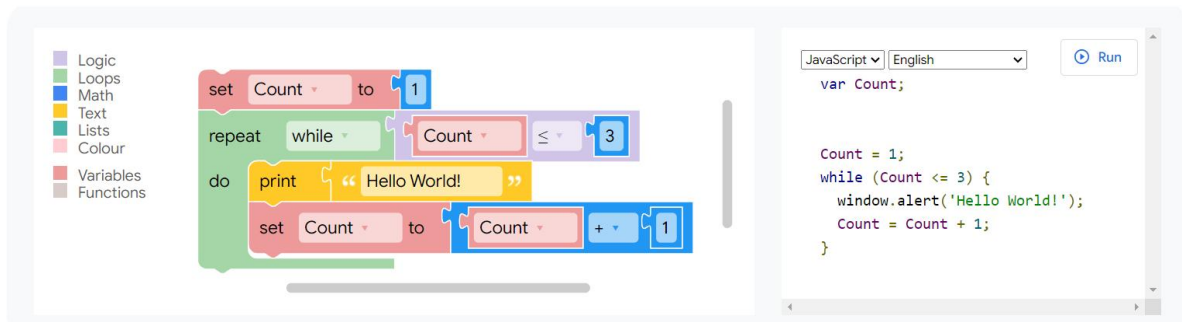 Logic
Loops
Math
Text
Lists
Colour
Variables
Functions
set Count to 1
repeat while Count ≤ 3
do print “ Hello World! ”
set Count to Count + 1
JavaScript English Run
var Count;
Count = 1;
while (Count <= 3) {
window.alert('Hello World!');
Count = Count + 1;
}